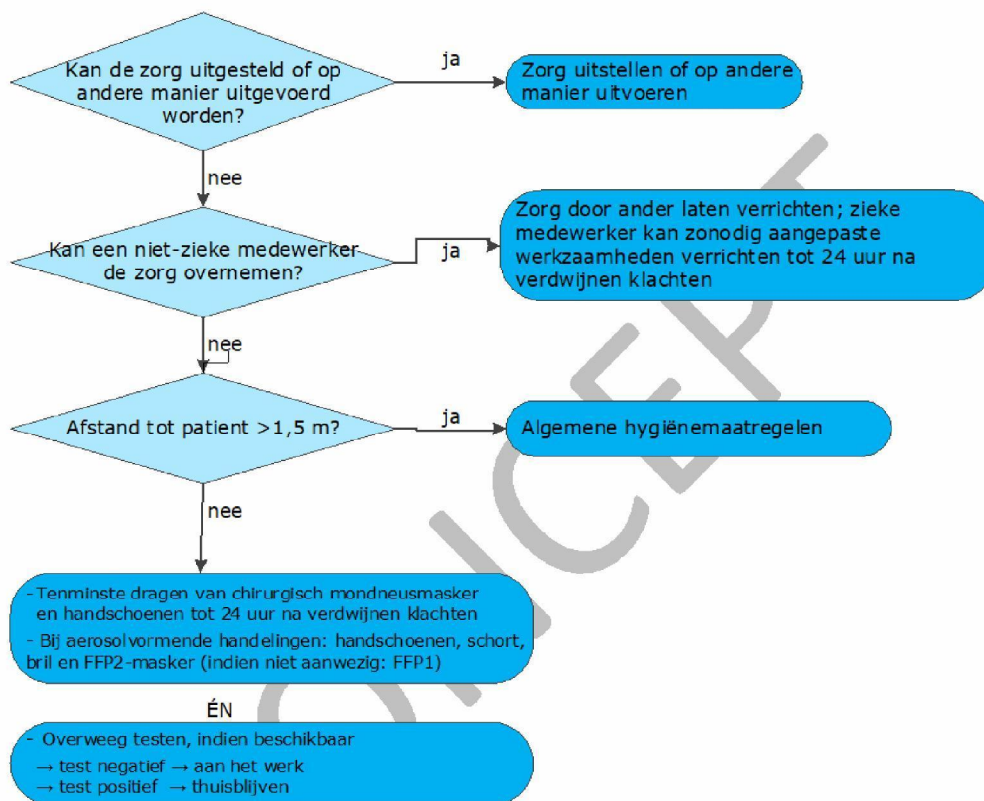 Kan de zorg uitgesteld of op
andere manier uitgevoerd
worden?
ja
Zorg uitstellen of op andere
manier uitvoeren
nee
Kan een niet-zieke medewerker
de zorg overnemen?
ja
Zorg door ander laten verrichten; zieke
medewerker kan zonodig aangepaste
werkzaamheden verrichten tot 24 uur na
verdwijnen klachten
nee
Afstand tot patient >1,5 m?
ja
Algemene hygiënemaatregelen
nee
- Tenminste dragen van chirurgisch mondneusmasker
en handschoenen tot 24 uur na verdwijnen klachten
- Bij aerosolvormende handelingen: handschoenen, schort,
bril en FFP2-masker (indien niet aanwezig: FFP1)
ÉN
- Overweeg testen, indien beschikbaar
→ test negatief → aan het werk
→ test positief → thuisblijven
CONCEPT